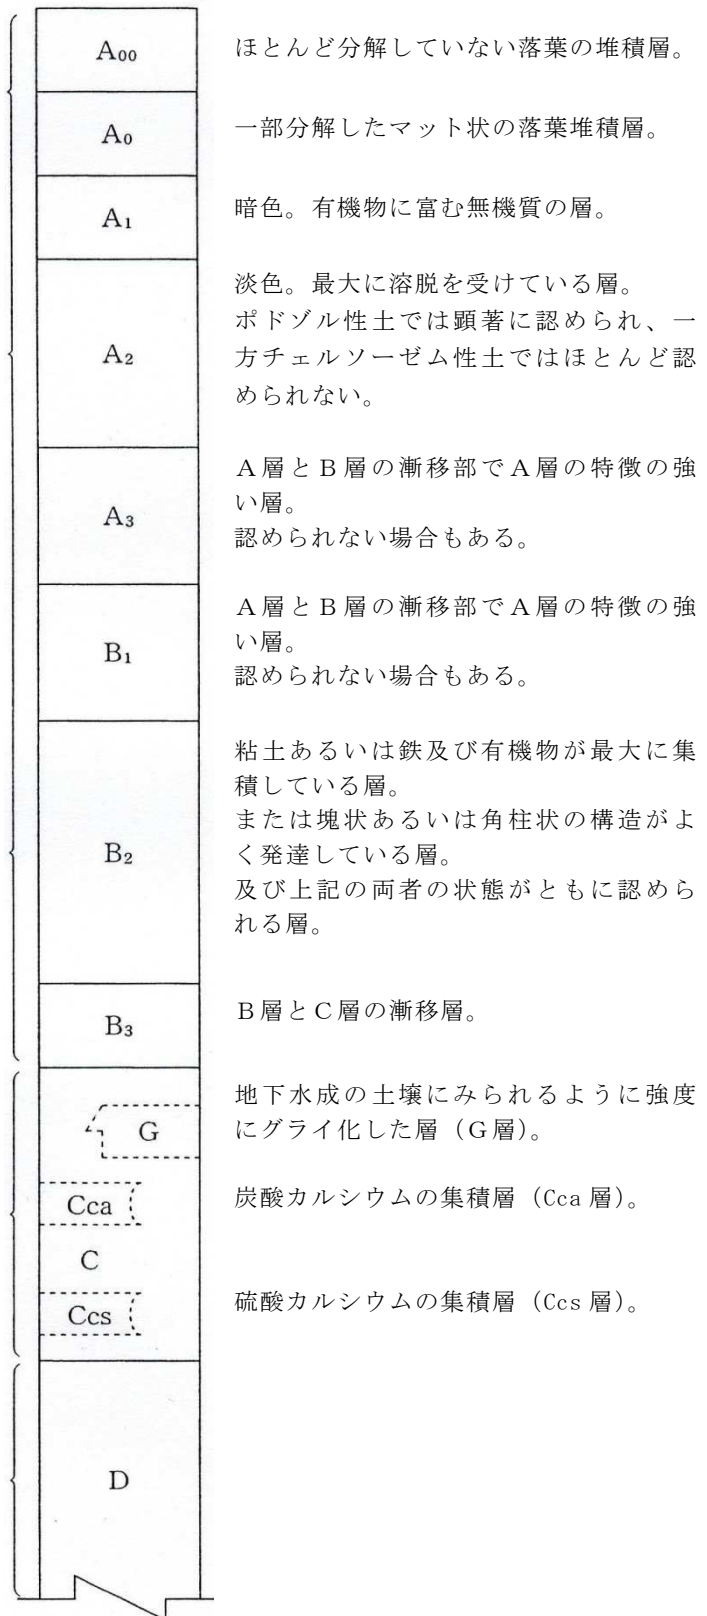 A₀₀
ほとんど分解していない落葉の堆積層。
A₀
一部分解したマット状の落葉堆積層。
A₁
暗色。有機物に富む無機質の層。
A₂
淡色。最大に溶脱を受けている層。
ポドゾル性土では顕著に認められ、一
方チェルソーゼム性土ではほとんど認
められない。
A₃
A層とB層の漸移部でA層の特徴の強
い層。
認められない場合もある。
B₁
A層とB層の漸移部でA層の特徴の強
い層。
認められない場合もある。
B₂
粘土あるいは鉄及び有機物が最大に集
積している層。
または塊状あるいは角柱状の構造がよ
く発達している層。
及び上記の両者の状態がともに認めら
れる層。
B₃
B層とC層の漸移層。
G
地下水成の土壌にみられるように強度
にグライ化した層(G層)。
Cca
炭酸カルシウムの集積層(Cca層)。
C
Ccs
硫酸カルシウムの集積層(Ccs層)。
D